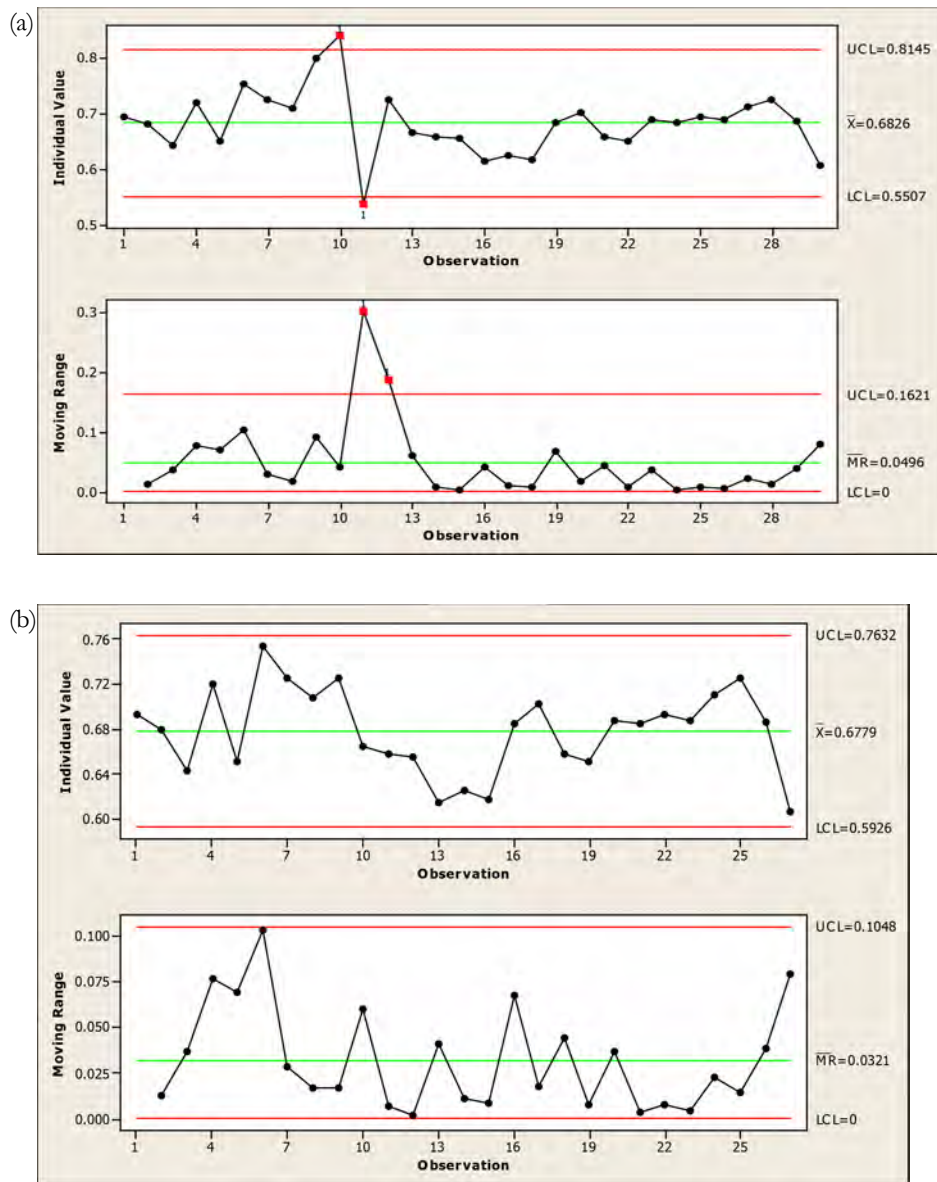 (a)
Individual Value
0.8
0.7
0.6
0.5
1
1
UCL=0.8145
X̄=0.6826
LCL=0.5507
1 4 7 10 13 16 19 22 25 28
Observation
Moving Range
0.3
0.2
0.1
0.0
1
1
UCL=0.1621
M̅R̅=0.0496
LCL=0
1 4 7 10 13 16 19 22 25 28
Observation
(b)
Individual Value
0.76
0.72
0.68
0.64
0.60
UCL=0.7632
X̄=0.6779
LCL=0.5926
1 4 7 10 13 16 19 22 25
Observation
Moving Range
0.100
0.075
0.050
0.025
0.000
UCL=0.1048
M̅R̅=0.0321
LCL=0
1 4 7 10 13 16 19 22 25
Observation